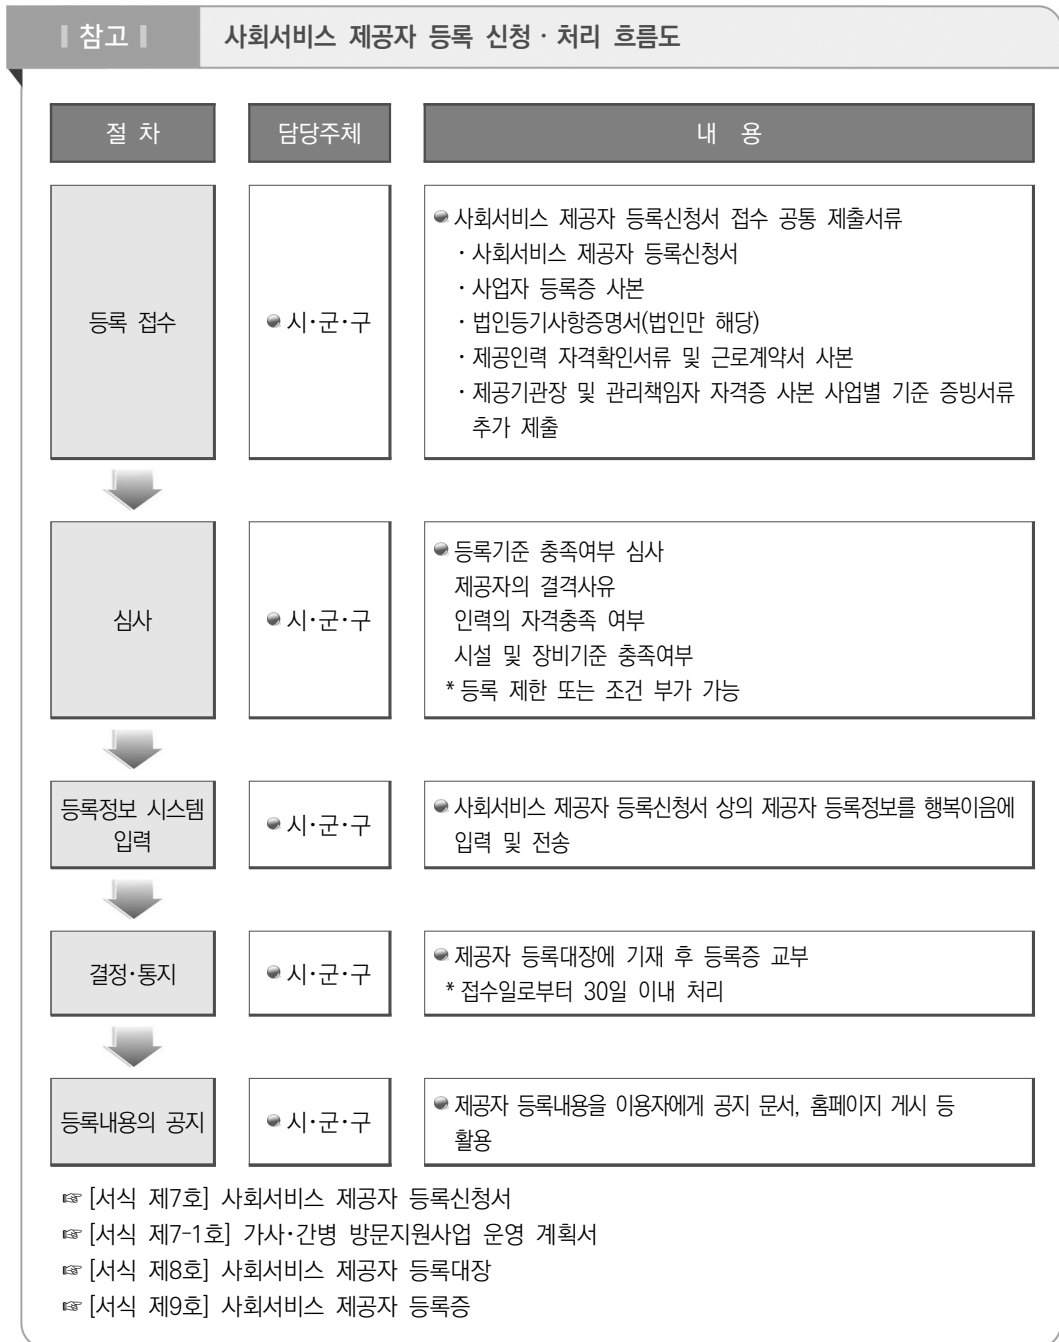 ‖ 참고 ‖ 사회서비스 제공자 등록 신청·처리 흐름도
절 차 담당주체 내 용
등록 접수
시·군·구
사회서비스 제공자 등록신청서 접수 공통 제출서류
· 사회서비스 제공자 등록신청서
· 사업자 등록증 사본
· 법인등기사항증명서(법인만 해당)
· 제공인력 자격확인서류 및 근로계약서 사본
· 제공기관장 및 관리책임자 자격증 사본 사업별 기준 증빙서류
추가 제출
심사
시·군·구
등록기준 충족여부 심사
제공자의 결격사유
인력의 자격충족 여부
시설 및 장비기준 충족여부
* 등록 제한 또는 조건 부가 가능
등록정보 시스템
입력
시·군·구
사회서비스 제공자 등록신청서 상의 제공자 등록정보를 행복이음에
입력 및 전송
결정·통지
시·군·구
제공자 등록대장에 기재 후 등록증 교부
* 접수일로부터 30일 이내 처리
등록내용의 공지
시·군·구
제공자 등록내용을 이용자에게 공지 문서, 홈페이지 게시 등
활용
☞ [서식 제7호] 사회서비스 제공자 등록신청서
☞ [서식 제7-1호] 가사·간병 방문지원사업 운영 계획서
☞ [서식 제8호] 사회서비스 제공자 등록대장
☞ [서식 제9호] 사회서비스 제공자 등록증